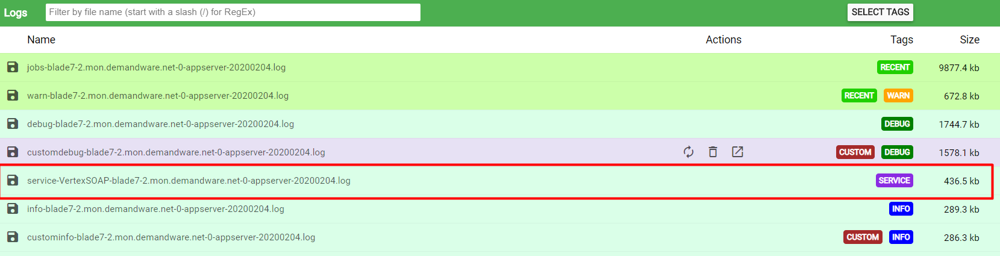 Logs Filter by file name (start with a slash (/) for RegEx) SELECT TAGS
Name Actions Tags Size
jobs-blade7-2.mon.demandware.net-0-appserver-20200204.log RECENT 9877.4 kb
warn-blade7-2.mon.demandware.net-0-appserver-20200204.log RECENT WARN 672.8 kb
debug-blade7-2.mon.demandware.net-0-appserver-20200204.log DEBUG 1744.7 kb
customdebug-blade7-2.mon.demandware.net-0-appserver-20200204.log CUSTOM DEBUG 1578.1 kb
service-VertexSOAP-blade7-2.mon.demandware.net-0-appserver-20200204.log SERVICE 436.5 kb
info-blade7-2.mon.demandware.net-0-appserver-20200204.log INFO 289.3 kb
custominfo-blade7-2.mon.demandware.net-0-appserver-20200204.log CUSTOM INFO 286.3 kb